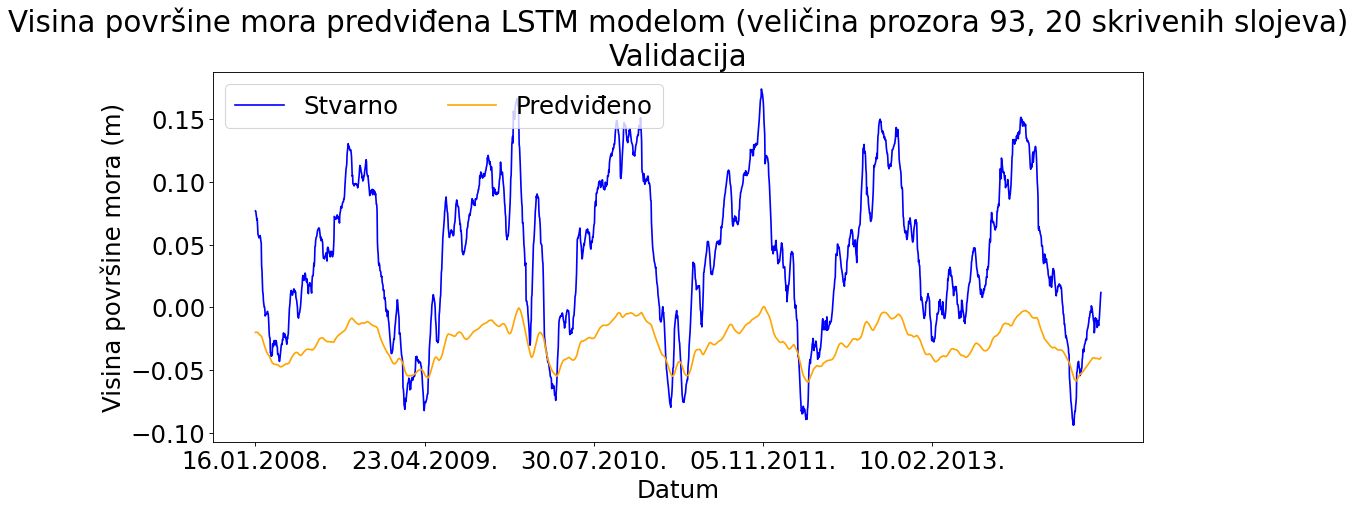 Visina površine mora predviđena LSTM modelom (veličina prozora 93, 20 skrivenih slojeva)
Validacija
Stvarno Predviđeno
Visina površine mora (m)
0.15
0.10
0.05
0.00
−0.05
−0.10
16.01.2008. 23.04.2009. 30.07.2010. 05.11.2011. 10.02.2013.
Datum